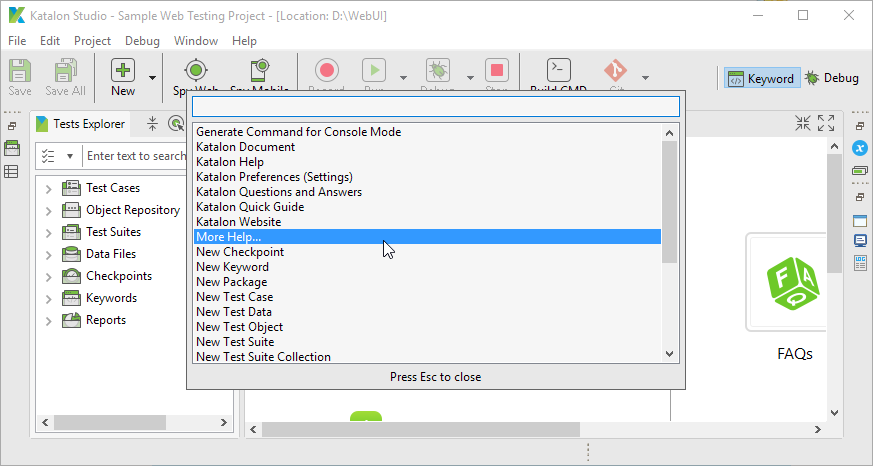 Katalon Studio - Sample Web Testing Project - [Location: D:\WebUI]
File Edit Project Debug Window Help
Save Save All New Spy Web Spy Mobile Record Run Debug Stop Build CMD Git Keyword Debug
Tests Explorer
Enter text to search
Test Cases
Object Repository
Test Suites
Data Files
Checkpoints
Keywords
Reports
Generate Command for Console Mode
Katalon Document
Katalon Help
Katalon Preferences (Settings)
Katalon Questions and Answers
Katalon Quick Guide
Katalon Website
More Help...
New Checkpoint
New Keyword
New Package
New Test Case
New Test Data
New Test Object
New Test Suite
New Test Suite Collection
Press Esc to close
FAQ
FAQs